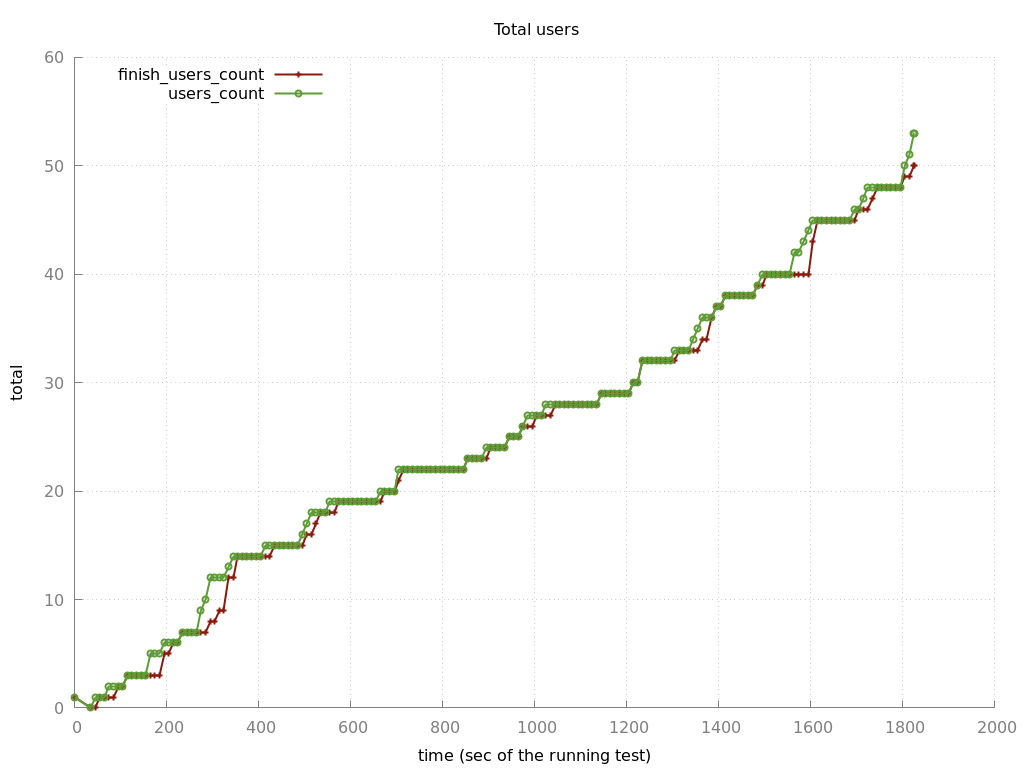 Total users
finish_users_count
users_count
60
50
40
30
20
10
0
total
0 200 400 600 800 1000 1200 1400 1600 1800 2000
time (sec of the running test)